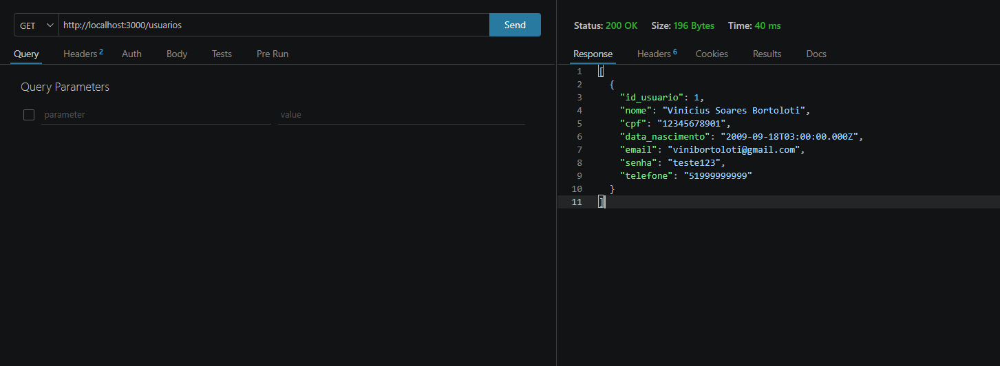 GET http://localhost:3000/usuarios Send
Query Headers 2 Auth Body Tests Pre Run
Query Parameters
parameter value
Status: 200 OK Size: 196 Bytes Time: 40 ms
Response Headers 6 Cookies Results Docs
1 [
2 {
3 "id_usuario": 1,
4 "nome": "Vinicius Soares Bortoloti",
5 "cpf": "12345678901",
6 "data_nascimento": "2009-09-18T03:00:00.000Z",
7 "email": "vinibortoloti@gmail.com",
8 "senha": "teste123",
9 "telefone": "51999999999"
10 }
11 ]